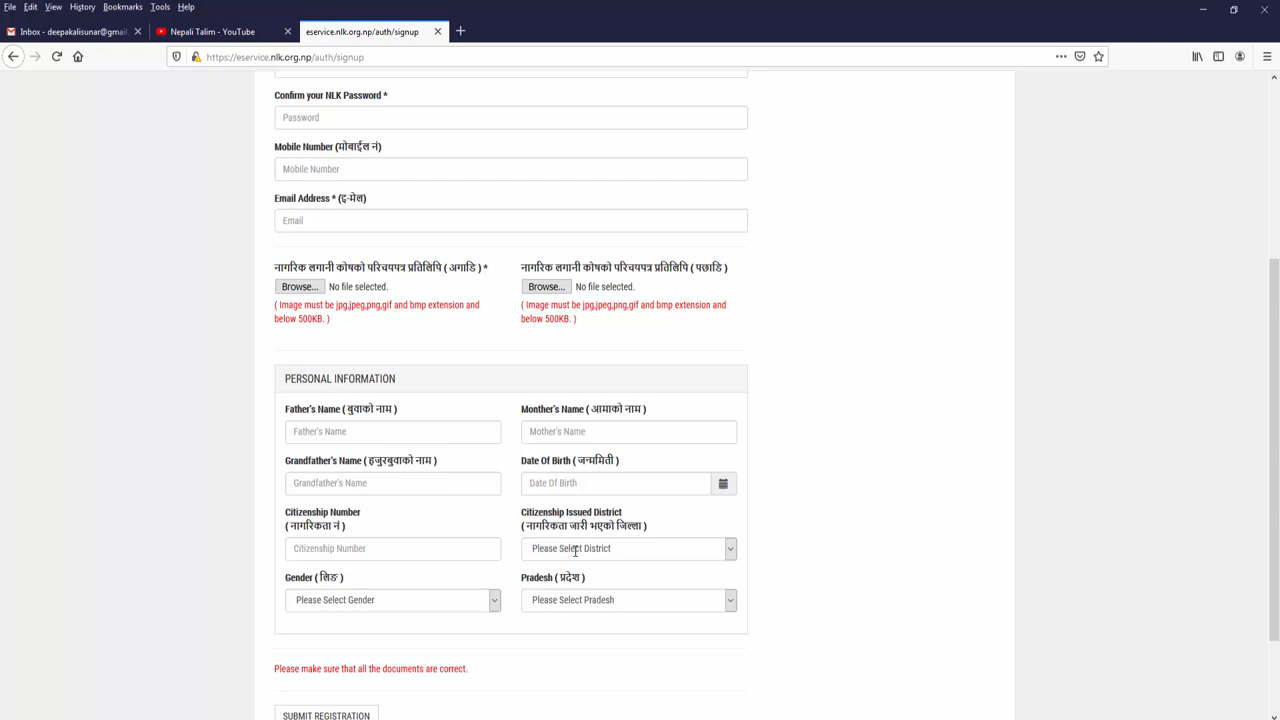 File Edit View History Bookmarks Tools Help
Inbox - deepakalisunar@gmail. Nepali Talim - YouTube eservice.nlk.org.np/auth/signup
https://eservice.nlk.org.np/auth/signup
Confirm your NLK Password *
Password
Mobile Number (मोबाईल नं)
Mobile Number
Email Address * (इ-मेल)
Email
नागरिक लगानी कोषको परिचयपत्र प्रतिलिपि ( अगाडि ) * नागरिक लगानी कोषको परिचयपत्र प्रतिलिपि ( पछाडि )
Browse... No file selected. Browse... No file selected.
( Image must be jpg,jpeg,png,gif and bmp extension and ( Image must be jpg,jpeg,png,gif and bmp extension and
below 500KB. ) below 500KB. )
PERSONAL INFORMATION
Father's Name ( बुवाको नाम ) Monther's Name ( आमाको नाम )
Father's Name Mother's Name
Grandfather's Name ( हजुरबुवाको नाम ) Date Of Birth ( जन्ममिती )
Grandfather's Name Date Of Birth
Citizenship Number Citizenship Issued District
( नागरिकता नं ) ( नागरिकता जारी भएको जिल्ला )
Citizenship Number Please Select District
Gender ( लिङ ) Pradesh ( प्रदेश )
Please Select Gender Please Select Pradesh
Please make sure that all the documents are correct.
SUBMIT REGISTRATION